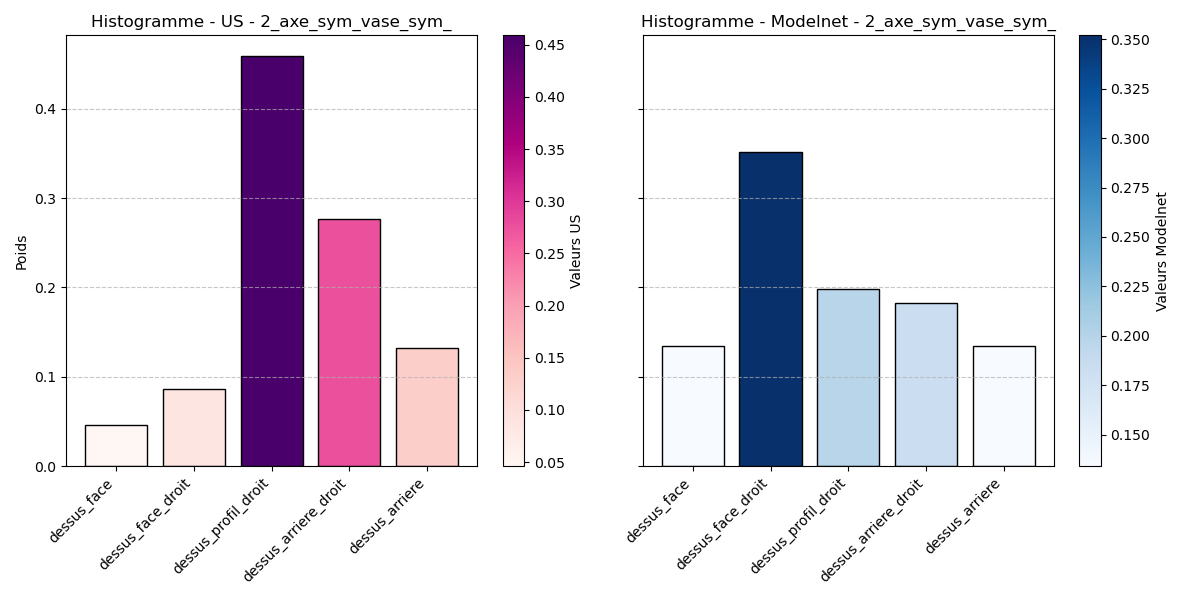 Histogramme - US - 2_axe_sym_vase_sym_
Poids
0.4
0.3
0.2
0.1
0.0
dessus_face
dessus_face_droit
dessus_profil_droit
dessus_arriere_droit
dessus_arriere
0.45
0.40
0.35
0.30
0.25
0.20
0.15
0.10
0.05
Valeurs US
Histogramme - Modelnet - 2_axe_sym_vase_sym_
dessus_face
dessus_face_droit
dessus_profil_droit
dessus_arriere_droit
dessus_arriere
0.350
0.325
0.300
0.275
0.250
0.225
0.200
0.175
0.150
Valeurs Modelnet